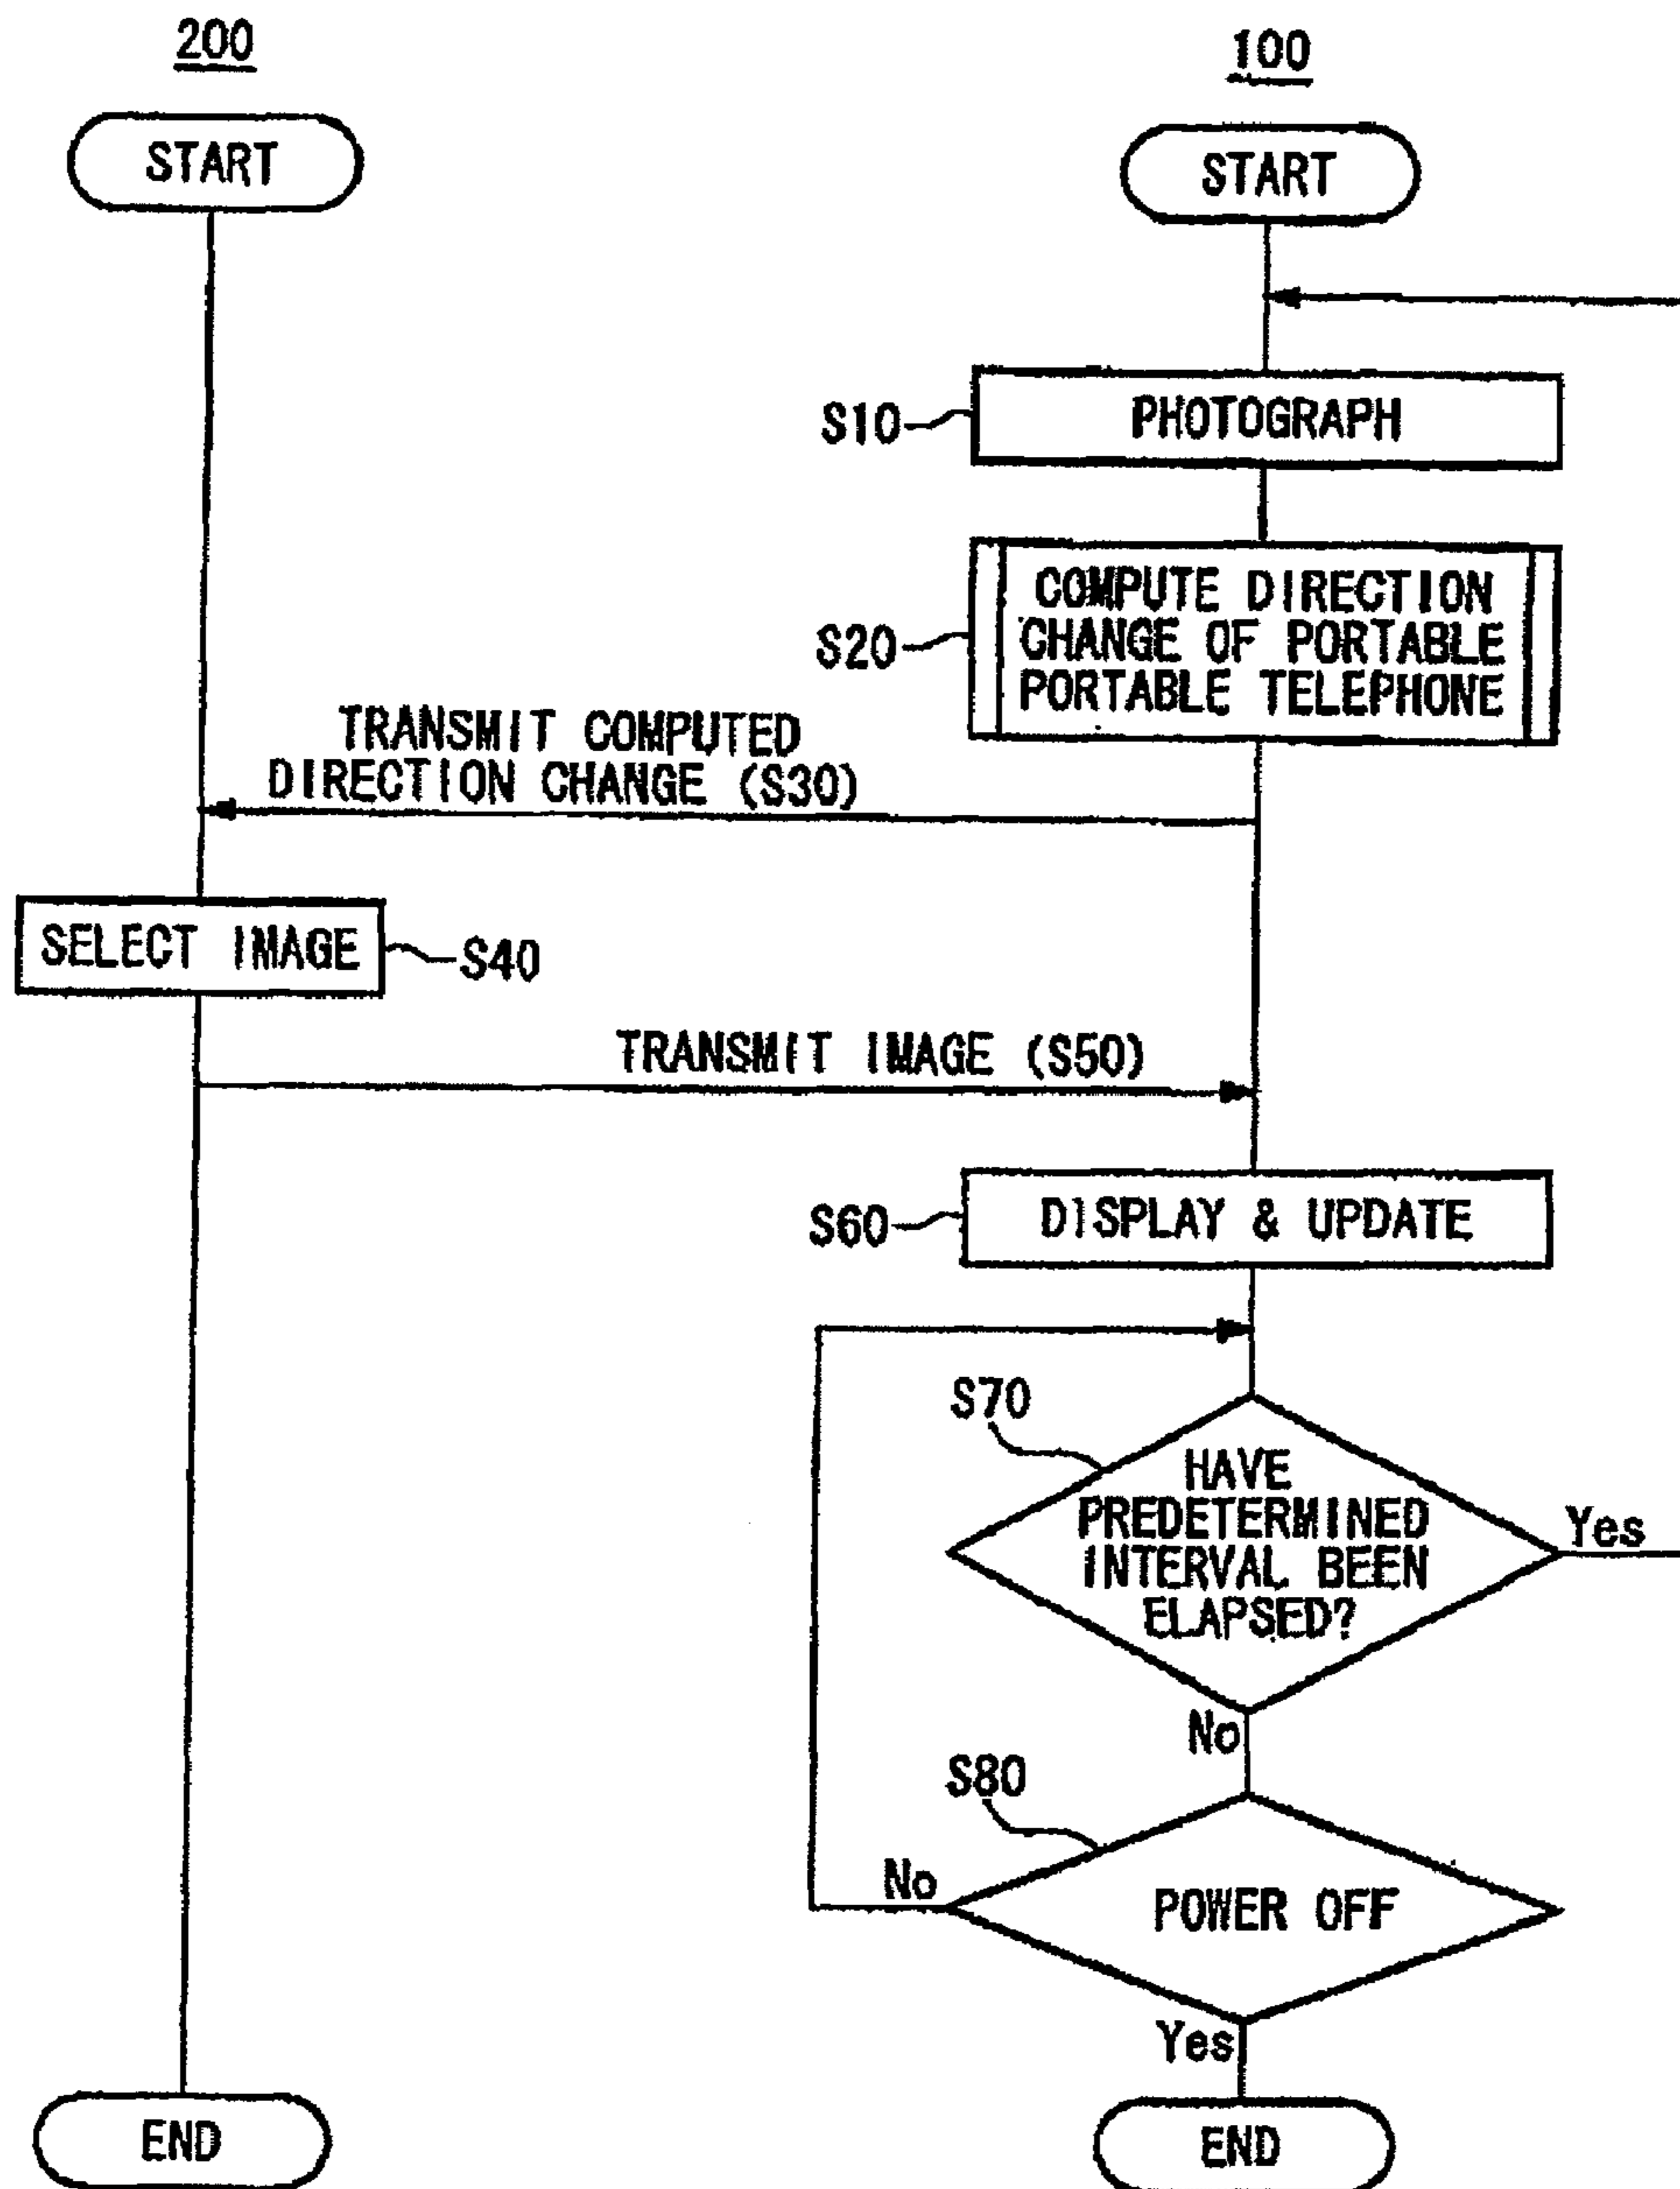 200
100
START
START
S10
PHOTOGRAPH
S20
COMPUTE DIRECTION
CHANGE OF PORTABLE
PORTABLE TELEPHONE
TRANSMIT COMPUTED
DIRECTION CHANGE (S30)
SELECT IMAGE
S40
TRANSMIT IMAGE (S50)
S60
DISPLAY & UPDATE
S70
HAVE
PREDETERMINED
INTERVAL BEEN
ELAPSED?
Yes
No
S80
No
POWER OFF
Yes
END
END